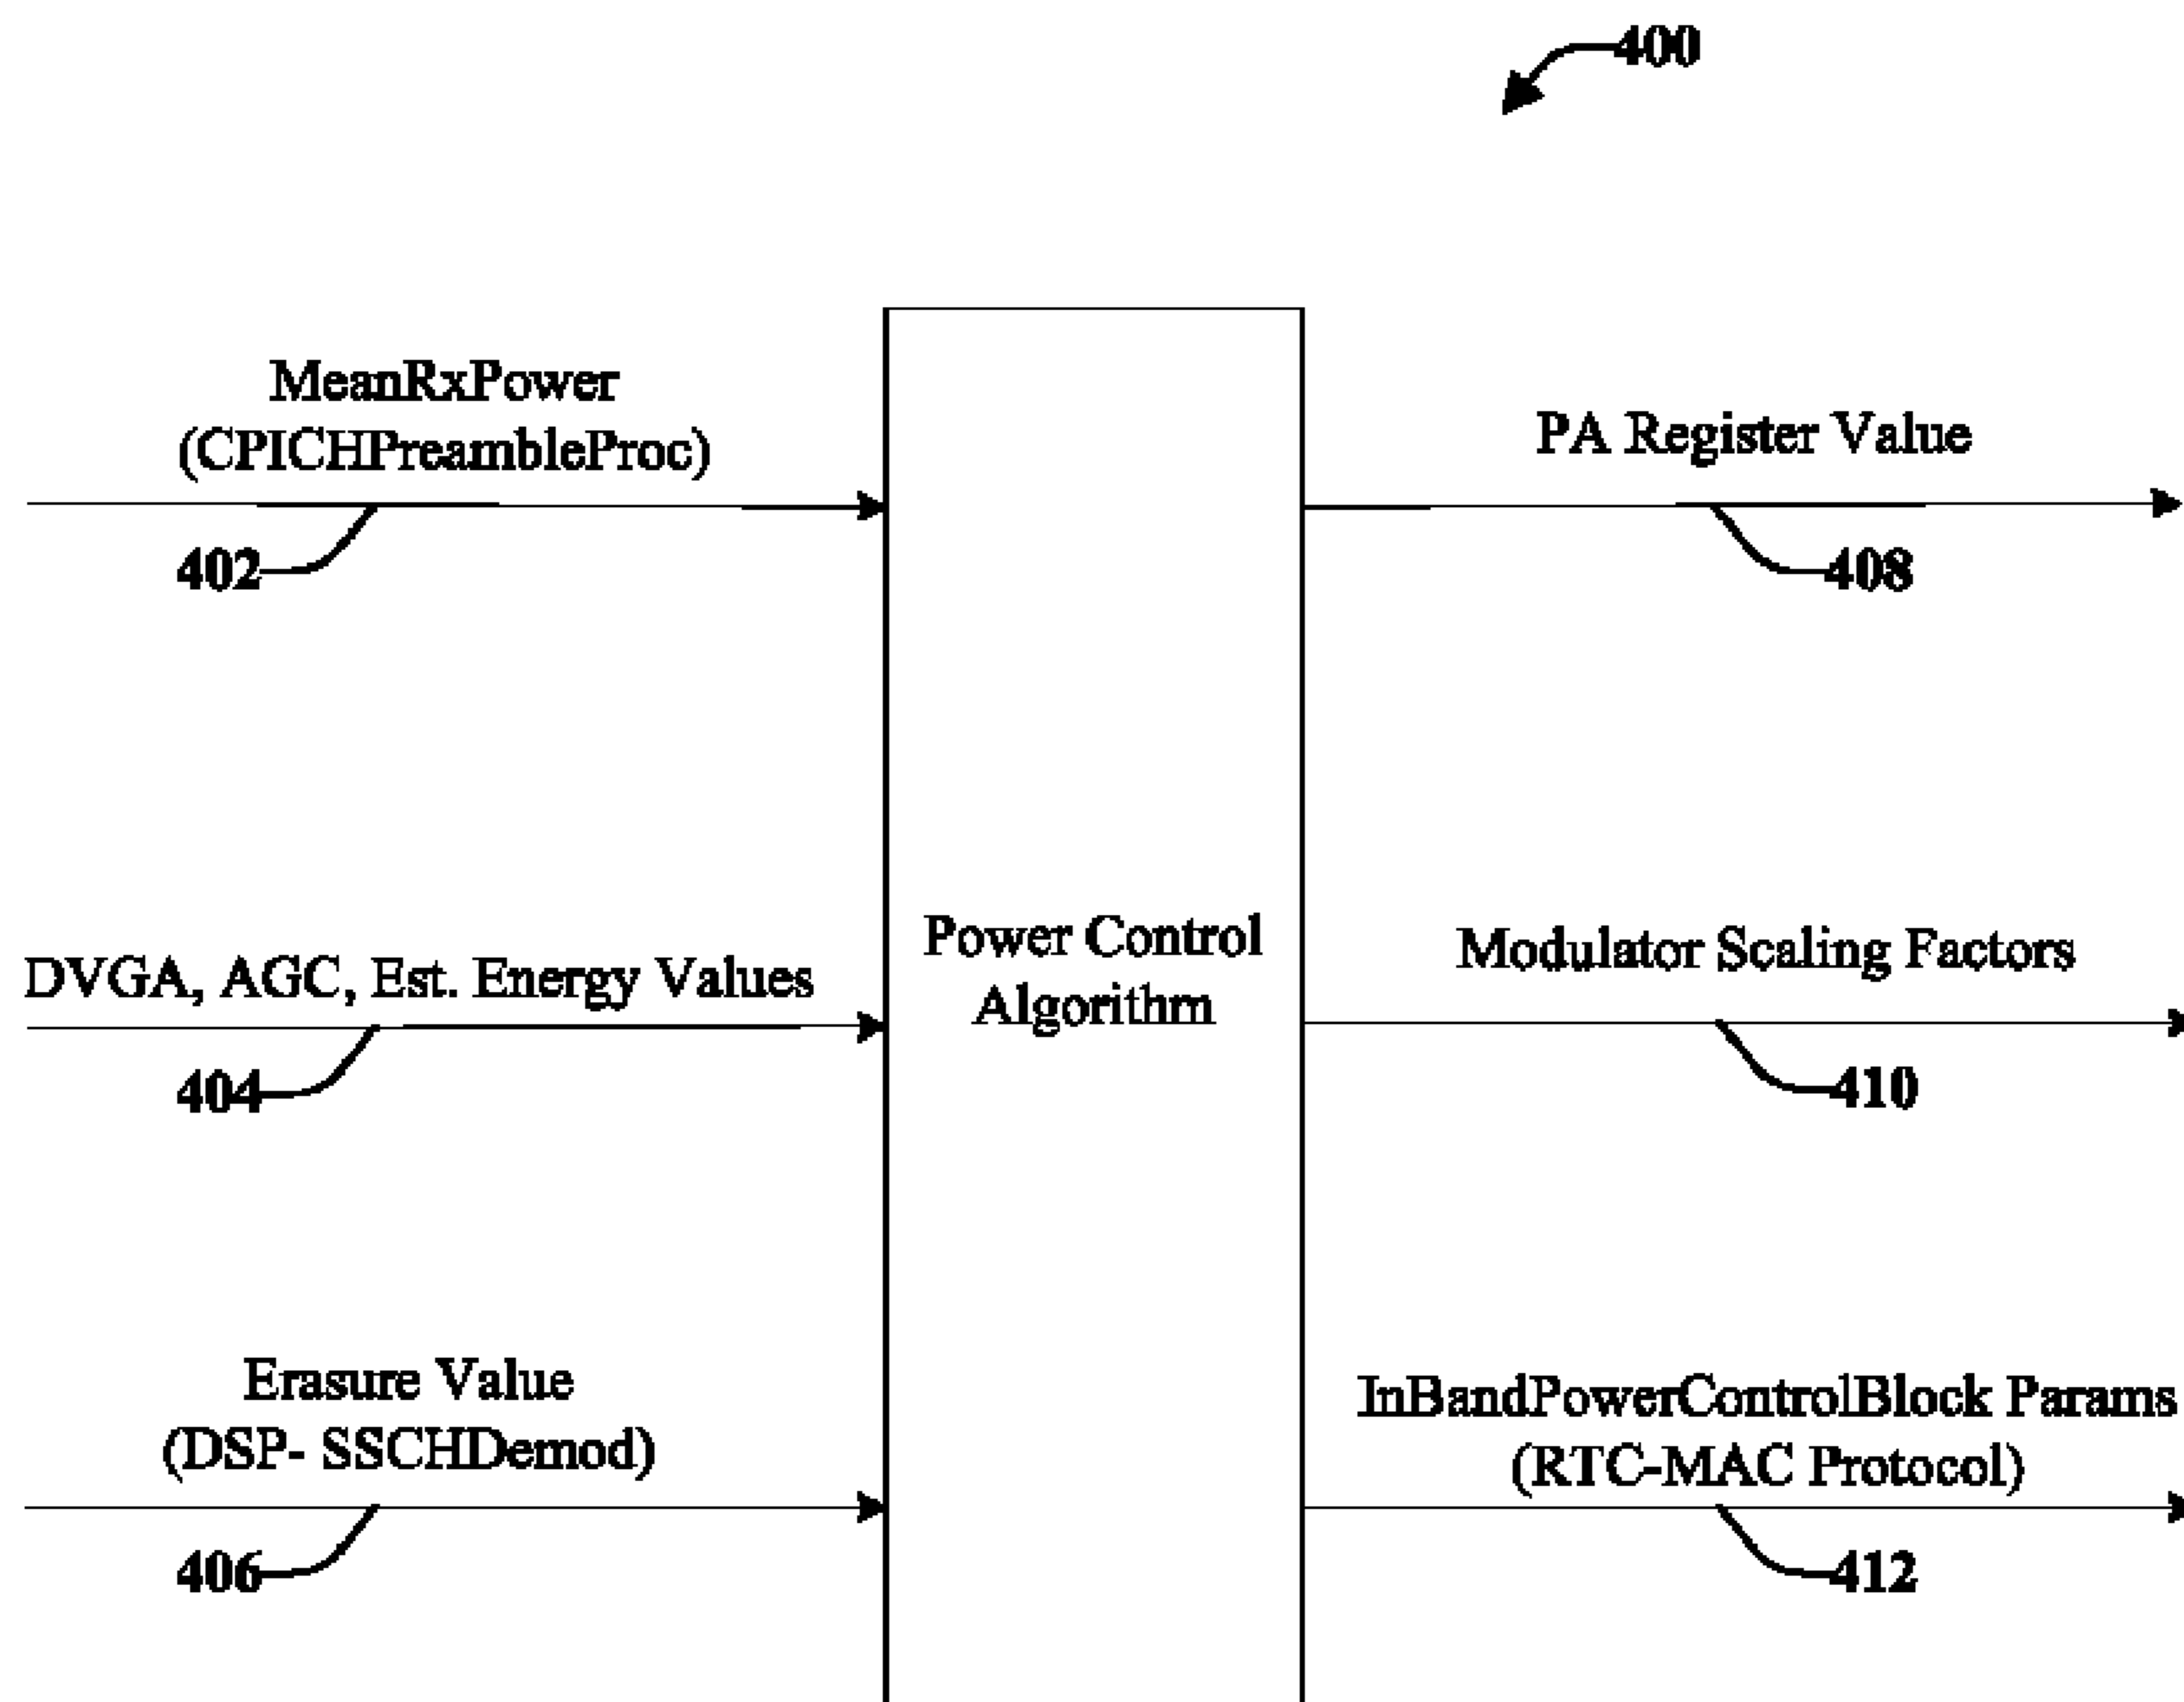 400
MeanRxPower
(CPICHPreambleProc)
402
DVGA, AGC, Est. Energy Values
404
Erasure Value
(DSP- SSCHDemod)
406
Power Control
Algorithm
PA Register Value
408
Modulator Scaling Factors
410
InBandPowerControlBlock Params
(RTC-MAC Protocol)
412